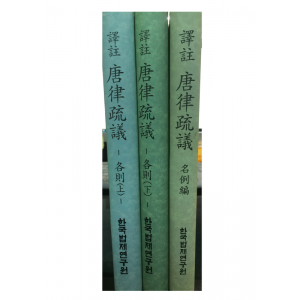 譯註 唐律疏議
- 各則(上) -
한국법제연구원
譯註 唐律疏議
- 各則(下) -
한국법제연구원
譯註 唐律疏議
名例編
한국법제연구원